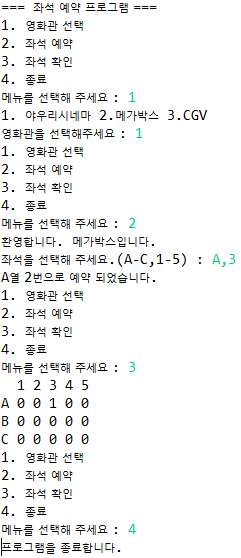 === 좌석 예약 프로그램 ===
1. 영화관 선택
2. 좌석 예약
3. 좌석 확인
4. 종료
메뉴를 선택해 주세요 : 1
1. 야우리시네마 2.메가박스 3.CGV
영화관을 선택해주세요 : 1
1. 영화관 선택
2. 좌석 예약
3. 좌석 확인
4. 종료
메뉴를 선택해 주세요 : 2
환영합니다. 메가박스입니다.
좌석을 선택해 주세요.(A-C,1-5) : A,3
A열 2번으로 예약 되었습니다.
1. 영화관 선택
2. 좌석 예약
3. 좌석 확인
4. 종료
메뉴를 선택해 주세요 : 3
1 2 3 4 5
A 0 0 1 0 0
B 0 0 0 0 0
C 0 0 0 0 0
1. 영화관 선택
2. 좌석 예약
3. 좌석 확인
4. 종료
메뉴를 선택해 주세요 : 4
프로그램을 종료합니다.